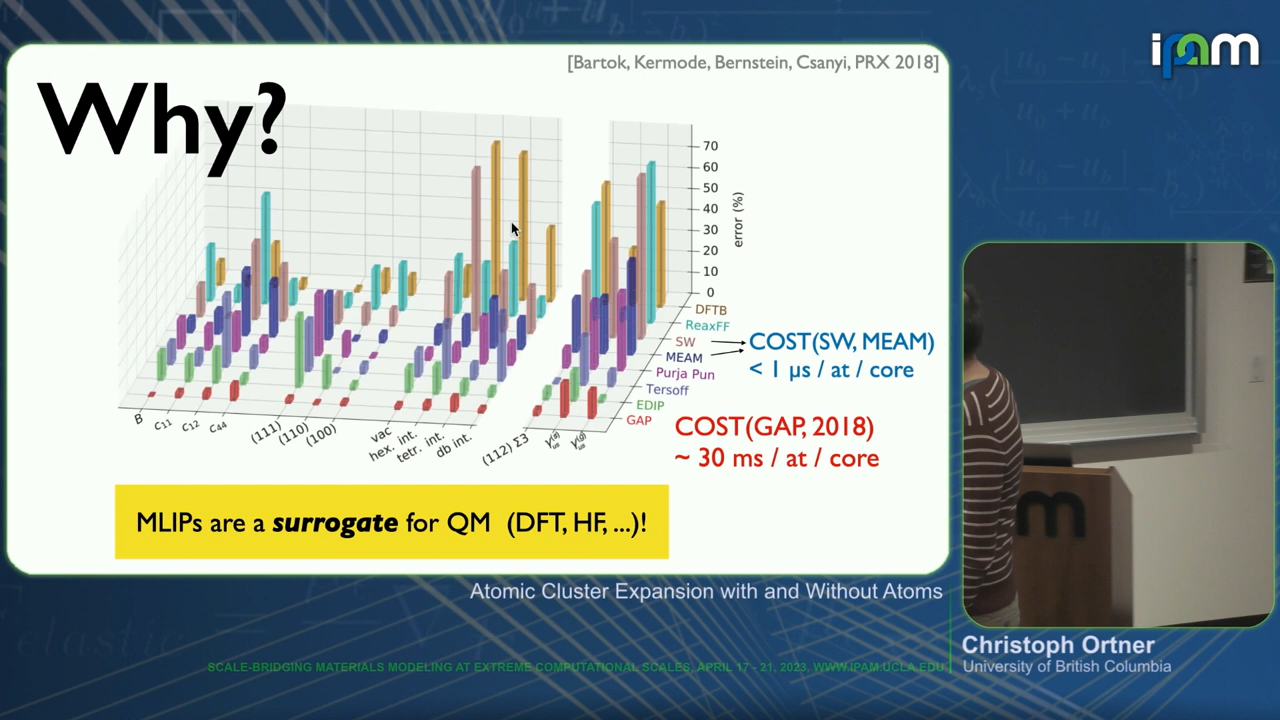 ipam
[Bartok, Kermode, Bernstein, Csanyi, PRX 2018]
Why?
70
60
50
40
30
20
10
0
error (%)
DFTB
ReaxFF
SW
MEAM
Purja Pun
Tersoff
EDIP
GAP
COST(SW, MEAM)
< 1 μs / at / core
COST(GAP, 2018)
~ 30 ms / at / core
B
c11
c12
c44
(111)
(110)
(100)
vac
hex. int.
tetr. int.
db int.
(112) Σ3
MLIPs are a surrogate for QM (DFT, HF, ...)!
Atomic Cluster Expansion with and Without Atoms
Christoph Ortner
University of British Columbia
SCALE-BRIDGING MATERIALS MODELING AT EXTREME COMPUTATIONAL SCALES, APRIL 17 - 21, 2023, WWW.IPAM.UCLA.EDU